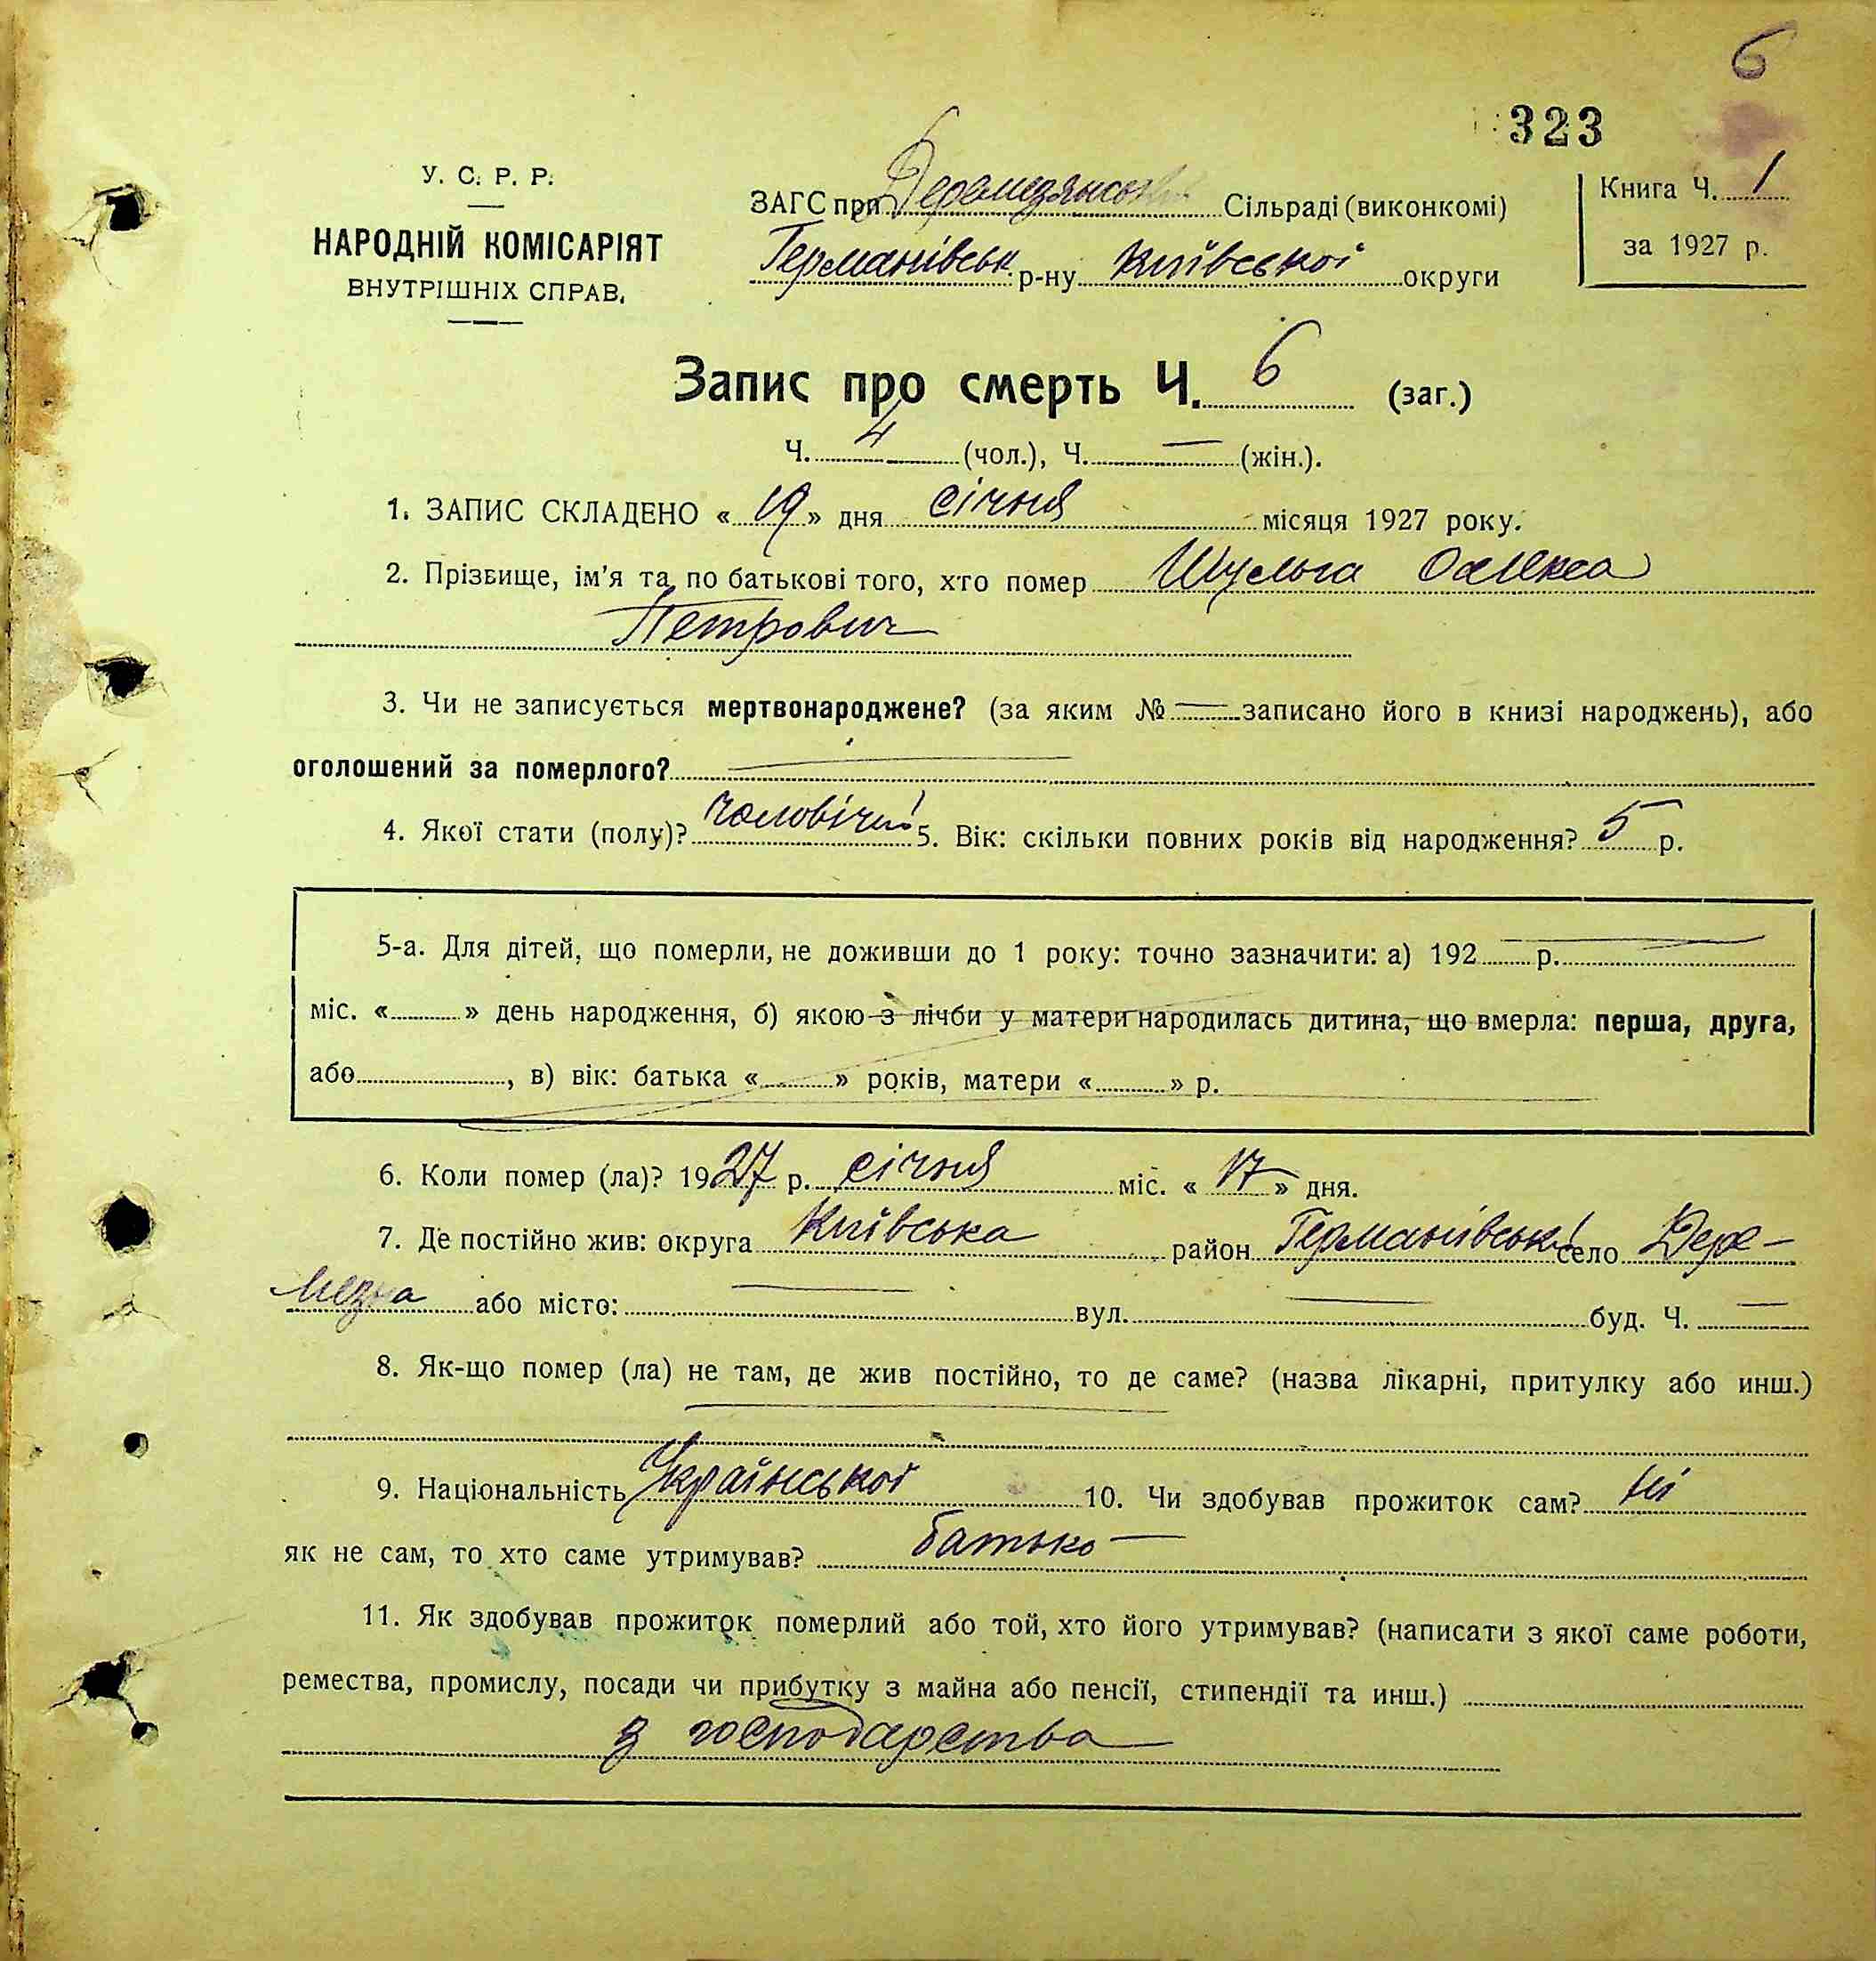 6
323
У. С. Р. Р.
НАРОДНІЙ КОМІСАРІЯТ
ВНУТРІШНІХ СПРАВ.
ЗАГС при Деремезянській Сільраді (виконкомі)
Германівськ. р-ну Київської округи
Книга Ч. 1
за 1927 р.
Запис про смерть Ч. 6 (заг.)
Ч. 4 (чол.), Ч. — (жін.).
1. ЗАПИС СКЛАДЕНО « 19 » дня січня місяця 1927 року.
2. Прізвище, ім'я та по батькові того, хто помер Шульга Олекса
Петрович
3. Чи не записується мертвонароджене? (за яким № — записано його в книзі народжень), або
оголошений за померлого? —
4. Якої стати (полу)? чоловічої 5. Вік: скільки повних років від народження? 5 р.
5-а. Для дітей, що померли, не доживши до 1 року: точно зазначити: а) 192 р.
міс. « » день народження, б) якою з лічби у матери народилась дитина, що вмерла: перша, друга,
або , в) вік: батька « » років, матери « » р.
6. Коли помер (ла)? 1927 р. січня міс. « 17 » дня.
7. Де постійно жив: округа Київська район Германівськ село Дере-
мезна або місто: — вул. — буд. Ч. —
8. Як-що помер (ла) не там, де жив постійно, то де саме? (назва лікарні, притулку або инш.)
9. Національність Української 10. Чи здобував прожиток сам? ні
як не сам, то хто саме утримував? батько —
11. Як здобував прожиток померлий або той, хто його утримував? (написати з якої саме роботи,
ремества, промислу, посади чи прибутку з майна або пенсії, стипендії та инш.)
з господарства